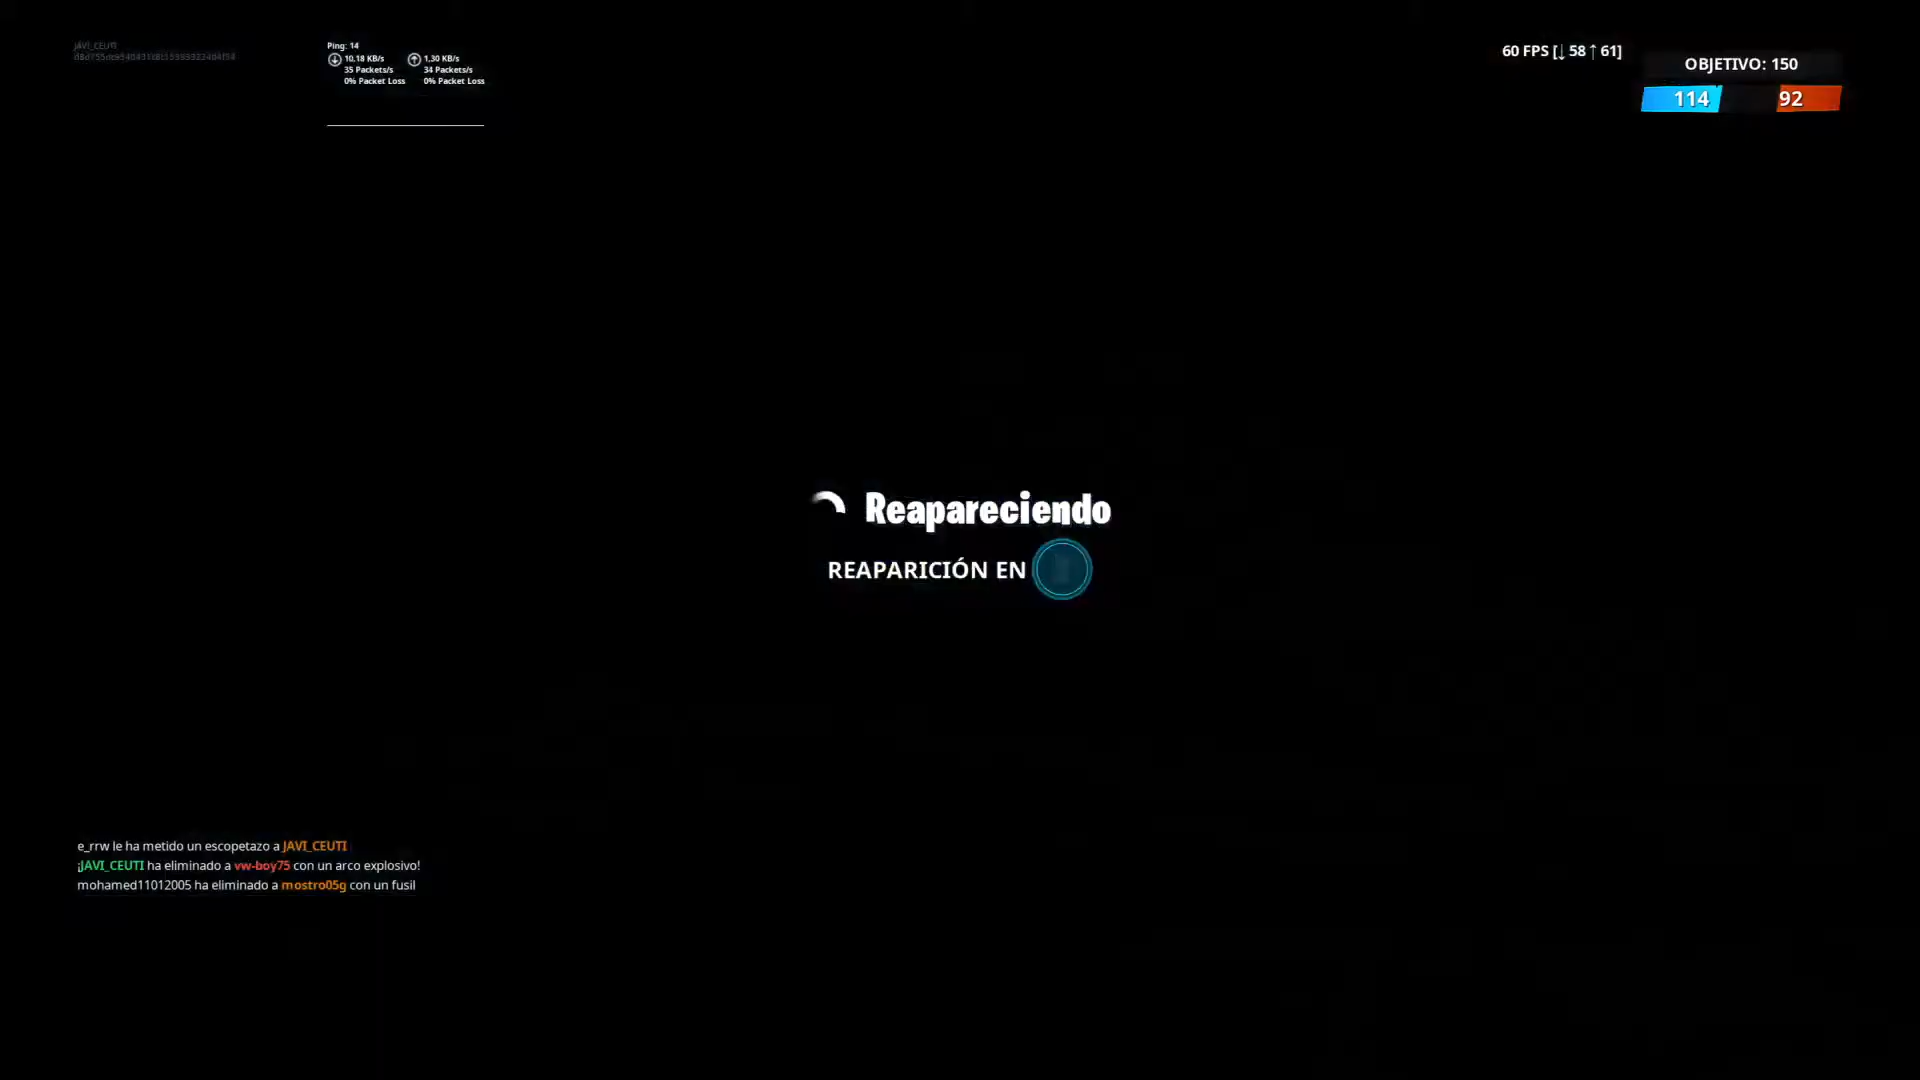 JAVI_CEUTI
Ping: 14
10,18 KB/s 1,30 KB/s
35 Packets/s 34 Packets/s
0% Packet Loss 0% Packet Loss
60 FPS [↓ 58 ↑ 61]
OBJETIVO: 150
114 92
Reapareciendo
REAPARICIÓN EN
e_rrw le ha metido un escopetazo a JAVI_CEUTI
¡JAVI_CEUTI ha eliminado a vw-boy75 con un arco explosivo!
mohamed11012005 ha eliminado a mostro05g con un fusil